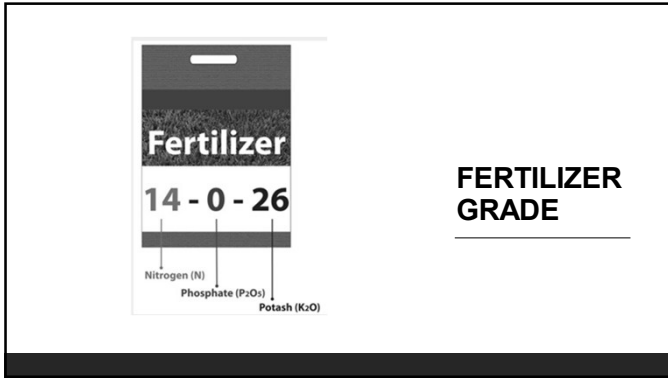 Fertilizer
14 - 0 - 26
Nitrogen (N)
Phosphate (P2O5)
Potash (K2O)
FERTILIZER
GRADE